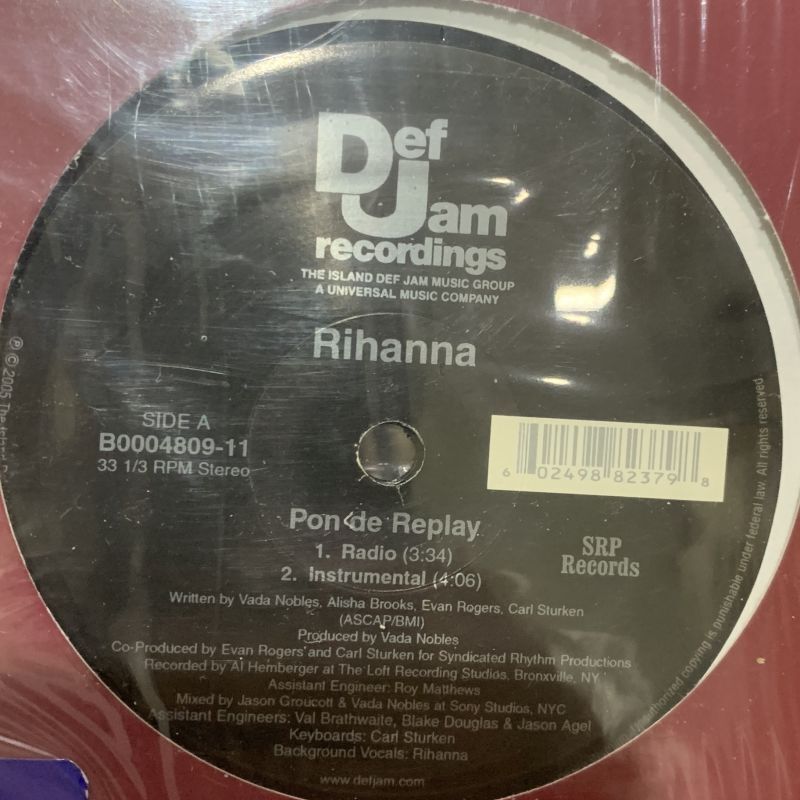 Def Jam
recordings
THE ISLAND DEF JAM MUSIC GROUP
A UNIVERSAL MUSIC COMPANY
Rihanna
SIDE A
B0004809-11
33 1/3 RPM Stereo
6 02498 82379 8
Pon de Replay
1. Radio (3:34)
2. Instrumental (4:06)
SRP
Records
Written by Vada Nobles, Alisha Brooks, Evan Rogers, Carl Sturken
(ASCAP/BMI)
Produced by Vada Nobles
Co-Produced by Evan Rogers and Carl Sturken for Syndicated Rhythm Productions
Recorded by Al Hemberger at The Loft Recording Studios, Bronxville, NY
Assistant Engineer: Roy Matthews
Mixed by Jason Groucott & Vada Nobles at Sony Studios, NYC
Assistant Engineers: Val Brathwaite, Blake Douglas & Jason Agel
Keyboards: Carl Sturken
Background Vocals: Rihanna
www.defjam.com
℗ © 2005 The
copying is punishable under federal law. All rights reserved